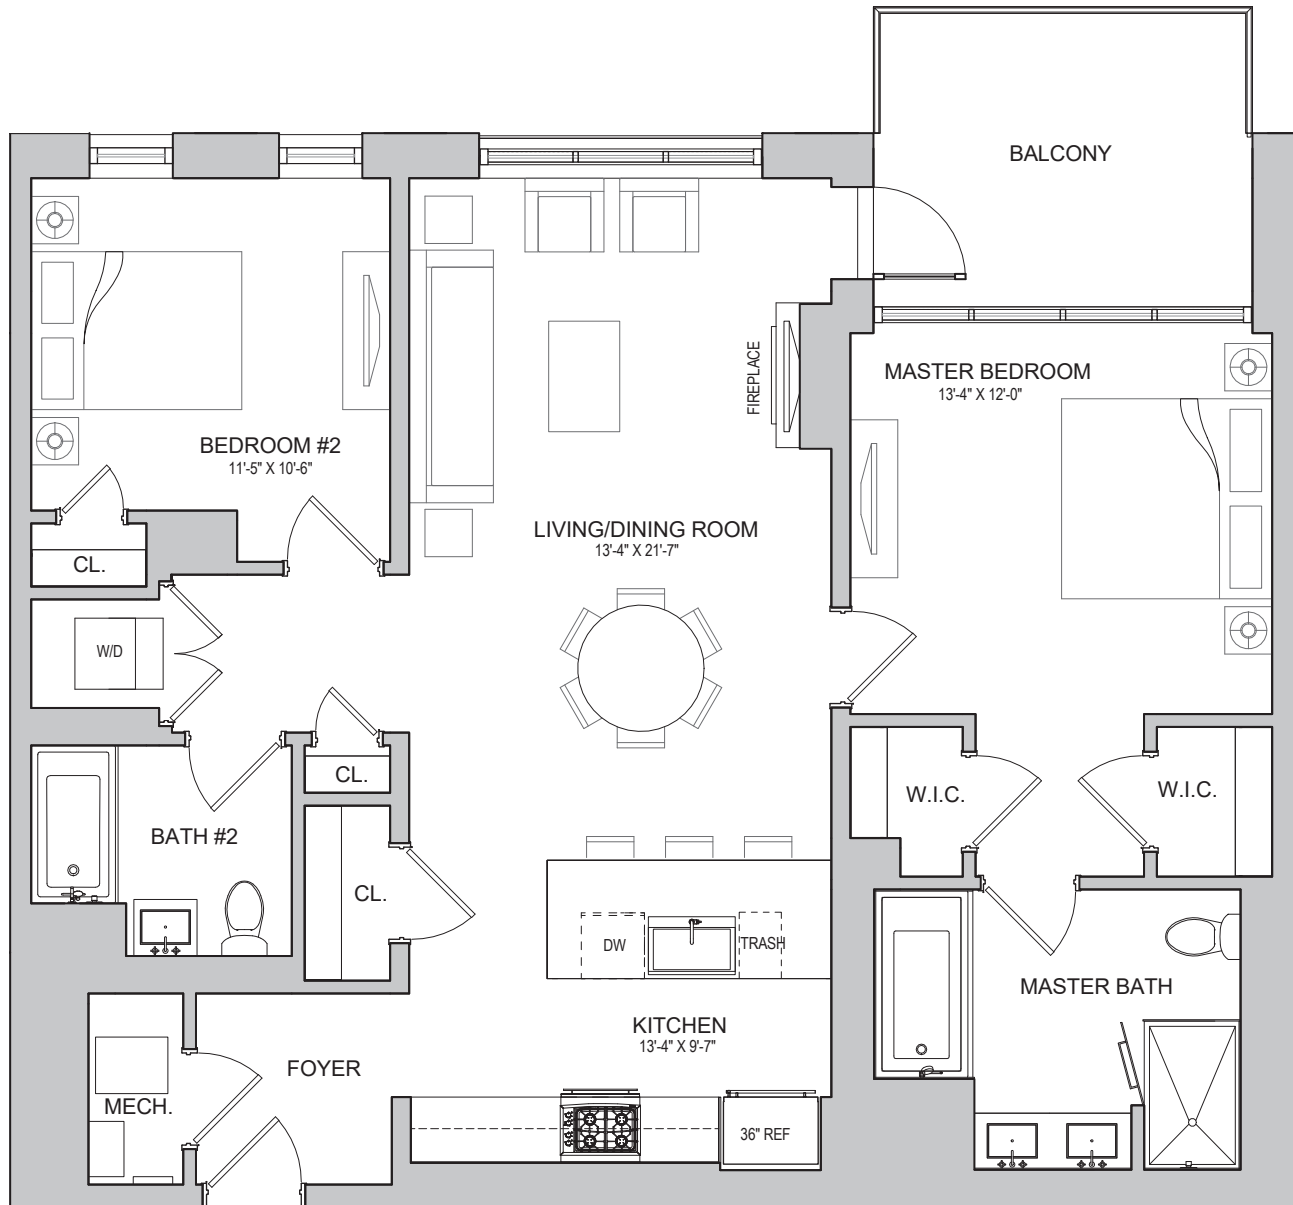 BALCONY
MASTER BEDROOM
13'-4" X 12'-0"
FIREPLACE
BEDROOM #2
11'-5" X 10'-6"
LIVING/DINING ROOM
13'-4" X 21'-7"
CL.
W/D
CL.
W.I.C.
W.I.C.
BATH #2
CL.
DW
TRASH
MASTER BATH
KITCHEN
13'-4" X 9'-7"
FOYER
MECH.
36" REF